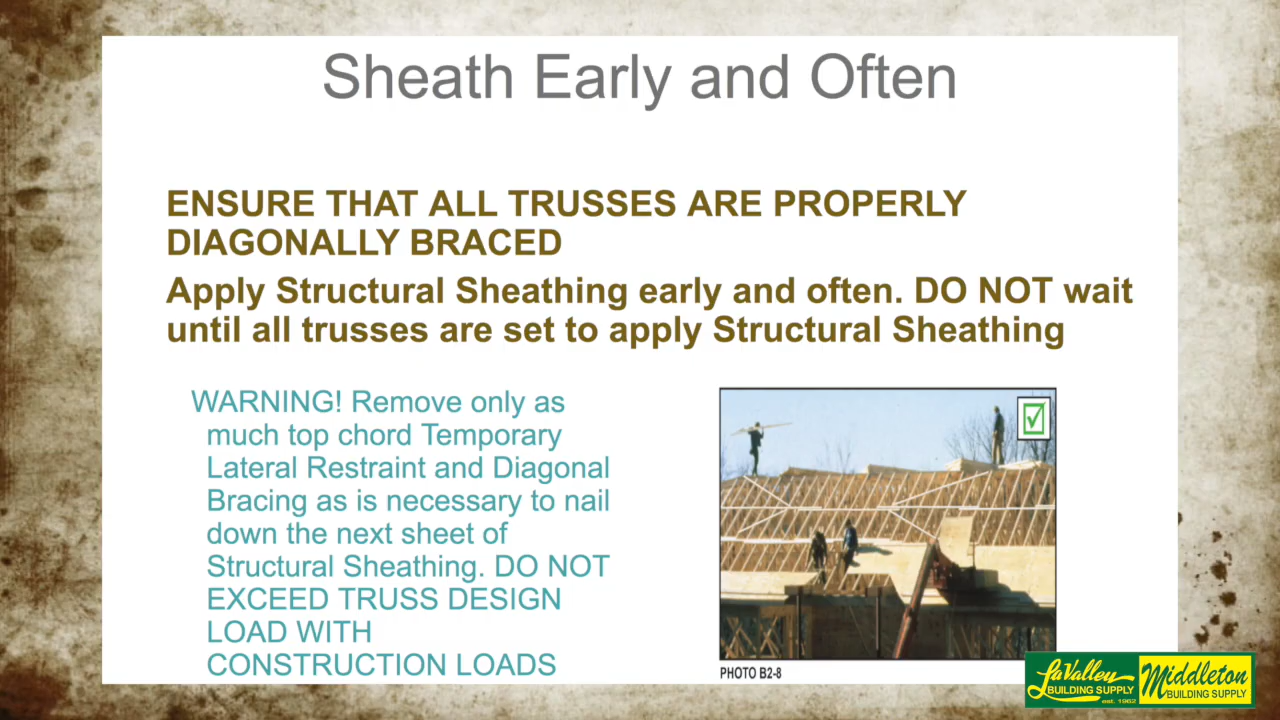 Sheath Early and Often
ENSURE THAT ALL TRUSSES ARE PROPERLY
DIAGONALLY BRACED
Apply Structural Sheathing early and often. DO NOT wait
until all trusses are set to apply Structural Sheathing
WARNING! Remove only as
much top chord Temporary
Lateral Restraint and Diagonal
Bracing as is necessary to nail
down the next sheet of
Structural Sheathing. DO NOT
EXCEED TRUSS DESIGN
LOAD WITH
CONSTRUCTION LOADS
PHOTO B2-8
LaValley
BUILDING SUPPLY
est. 1962
Middleton
BUILDING SUPPLY